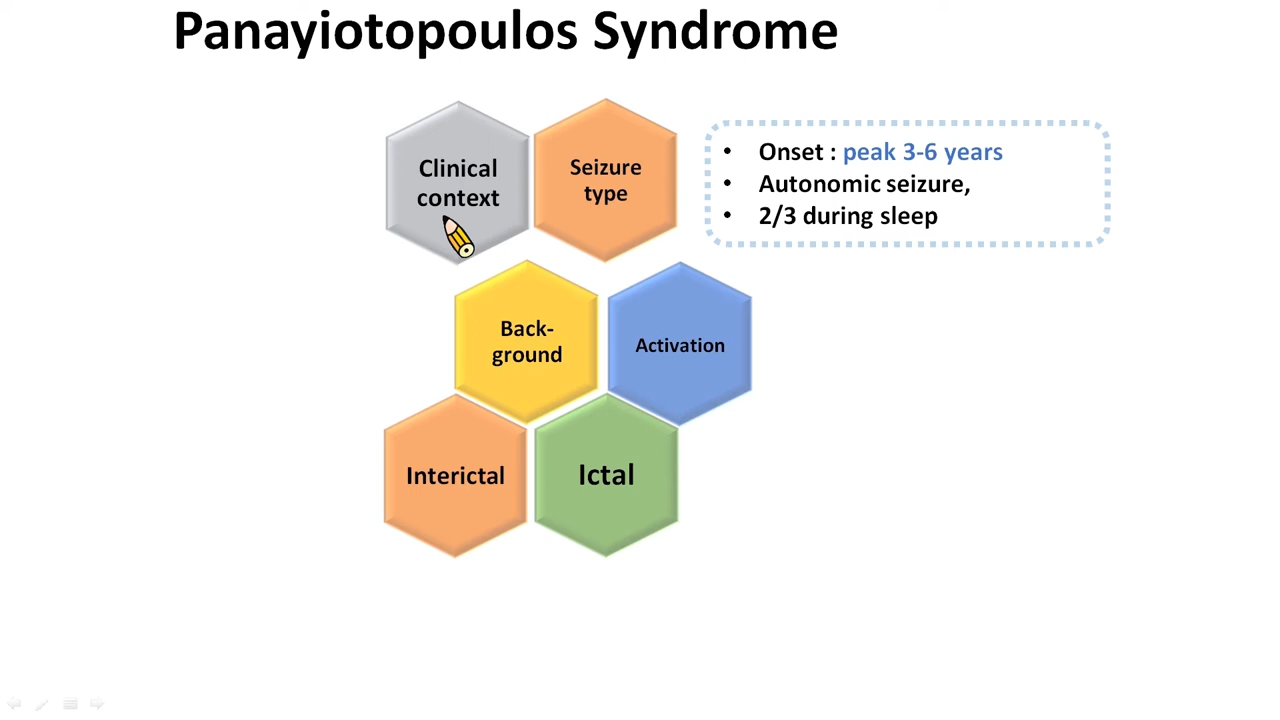 Panayiotopoulos Syndrome
Clinical
context
Seizure
type
• Onset : peak 3-6 years
• Autonomic seizure,
• 2/3 during sleep
Back-
ground
Activation
Interictal
Ictal